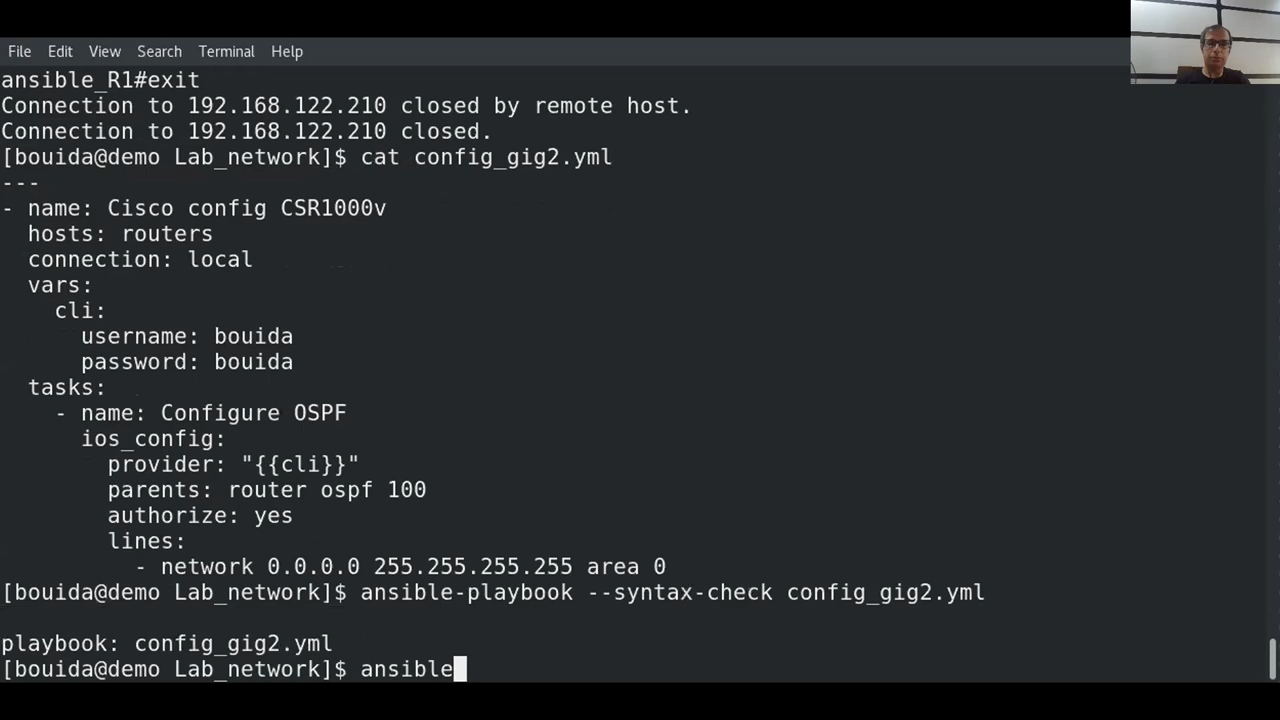 File Edit View Search Terminal Help
ansible_R1#exit
Connection to 192.168.122.210 closed by remote host.
Connection to 192.168.122.210 closed.
[bouida@demo Lab_network]$ cat config_gig2.yml
---
- name: Cisco config CSR1000v
  hosts: routers
  connection: local
  vars:
    cli:
      username: bouida
      password: bouida
  tasks:
    - name: Configure OSPF
      ios_config:
        provider: "{{cli}}"
        parents: router ospf 100
        authorize: yes
        lines:
          - network 0.0.0.0 255.255.255.255 area 0
[bouida@demo Lab_network]$ ansible-playbook --syntax-check config_gig2.yml
playbook: config_gig2.yml
[bouida@demo Lab_network]$ ansible